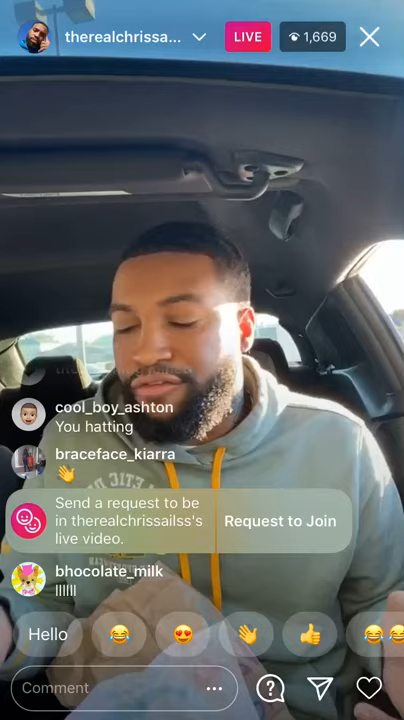 therealchrissa...
LIVE
1,669
cool_boy_ashton
You hatting
braceface_kiarra
👋
Send a request to be
in therealchrissailss's
live video.
Request to Join
bhocolate_milk
llllll
Hello 😂 😍 👋 👍 😂😂
Comment